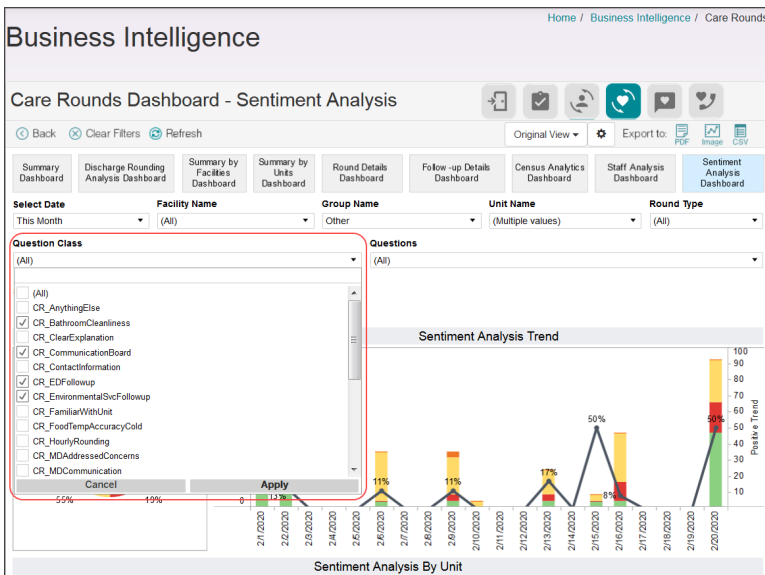 Home / Business Intelligence / Care Rounds
Business Intelligence
Care Rounds Dashboard - Sentiment Analysis
Back Clear Filters Refresh
Original View Export to: PDF Image CSV
Summary Dashboard
Discharge Rounding Analysis Dashboard
Summary by Facilities Dashboard
Summary by Units Dashboard
Round Details Dashboard
Follow -up Details Dashboard
Census Analytics Dashboard
Staff Analysis Dashboard
Sentiment Analysis Dashboard
Select Date Facility Name Group Name Unit Name Round Type
This Month (All) Other (Multiple values) (All)
Question Class Questions
(All) (All)
(All)
CR_AnythingElse
CR_BathroomCleanliness
CR_ClearExplanation
CR_CommunicationBoard
CR_ContactInformation
CR_EDFollowup
CR_EnvironmentalSvcFollowup
CR_FamiliarWithUnit
CR_FoodTempAccuracyCold
CR_HourlyRounding
CR_MDAddressedConcerns
CR_MDCommunication
Cancel Apply
Sentiment Analysis Trend
100
90
80
70
60
50
40
30
20
10
Positive Trend
50% 50%
17%
11% 11%
8%
13%
0
55% 19%
2/1/2020 2/2/2020 2/3/2020 2/4/2020 2/5/2020 2/6/2020 2/7/2020 2/8/2020 2/9/2020 2/10/2020 2/11/2020 2/12/2020 2/13/2020 2/14/2020 2/15/2020 2/16/2020 2/17/2020 2/18/2020 2/19/2020 2/20/2020
Sentiment Analysis By Unit